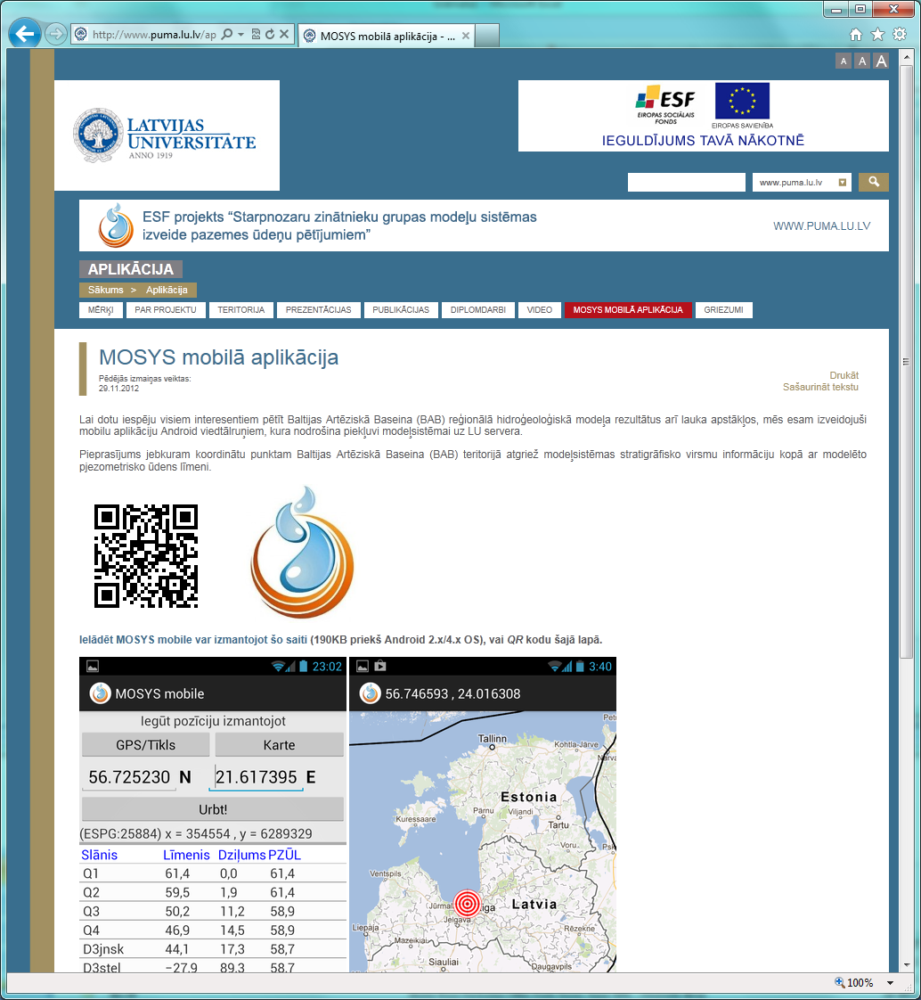 http://www.puma.lu.lv/ap
MOSYS mobilā aplikācija - ...
A A A
LATVIJAS
UNIVERSITĀTE
ANNO 1919
ESF
EIROPAS SOCIĀLAIS
FONDS
EIROPAS SAVIENĪBA
IEGULDĪJUMS TAVĀ NĀKOTNĒ
www.puma.lu.lv
ESF projekts “Starpnozaru zinātnieku grupas modeļu sistēmas
izveide pazemes ūdeņu pētījumiem”
WWW.PUMA.LU.LV
APLIKĀCIJA
Sākums > Aplikācija
MĒRĶI PAR PROJEKTU TERITORIJA PREZENTĀCIJAS PUBLIKĀCIJAS DIPLOMDARBI VIDEO MOSYS MOBILĀ APLIKĀCIJA GRIEZUMI
MOSYS mobilā aplikācija
Pēdējās izmaiņas veiktas:
29.11.2012
Drukāt
Sašaurināt tekstu
Lai dotu iespēju visiem interesentiem pētīt Baltijas Artēziskā Baseina (BAB) reģionālā hidroģeoloģiskā modeļa rezultātus arī lauka apstākļos, mēs esam izveidojuši
mobilu aplikāciju Android viedtālruņiem, kura nodrošina piekļuvi modeļsistēmai uz LU servera.
Pieprasījums jebkuram koordinātu punktam Baltijas Artēziskā Baseina (BAB) teritorijā atgriež modeļsistēmas stratigrāfisko virsmu informāciju kopā ar modelēto
pjezometrisko ūdens līmeni.
Ielādēt MOSYS mobile var izmantojot šo saiti (190KB priekš Android 2.x/4.x OS), vai QR kodu šajā lapā.
23:02
MOSYS mobile
Iegūt pozīciju izmantojot
GPS/Tīkls Karte
56.725230 N 21.617395 E
Urbt!
(ESPG:25884) x = 354554 , y = 6289329
Slānis Līmenis Dziļums PZŪL
Q1 61,4 0,0 61,4
Q2 59,5 1,9 61,4
Q3 50,2 11,2 58,9
Q4 46,9 14,5 58,9
D3jnsk 44,1 17,3 58,7
D3stel −27,9 89,3 58,7
3:40
56.746593 , 24.016308
Pete
Tallinn
Kohtla-Järve
Narva
Estonia
Pärnu
Viljandi
Kuressaare
Tartu
Voru
Psk
Ventspils
Jūrmal
iga
Latvia
Jelgava
Liepāja
Rēzekne
Mazeikiai
Siauliai
Daugavpils
100%